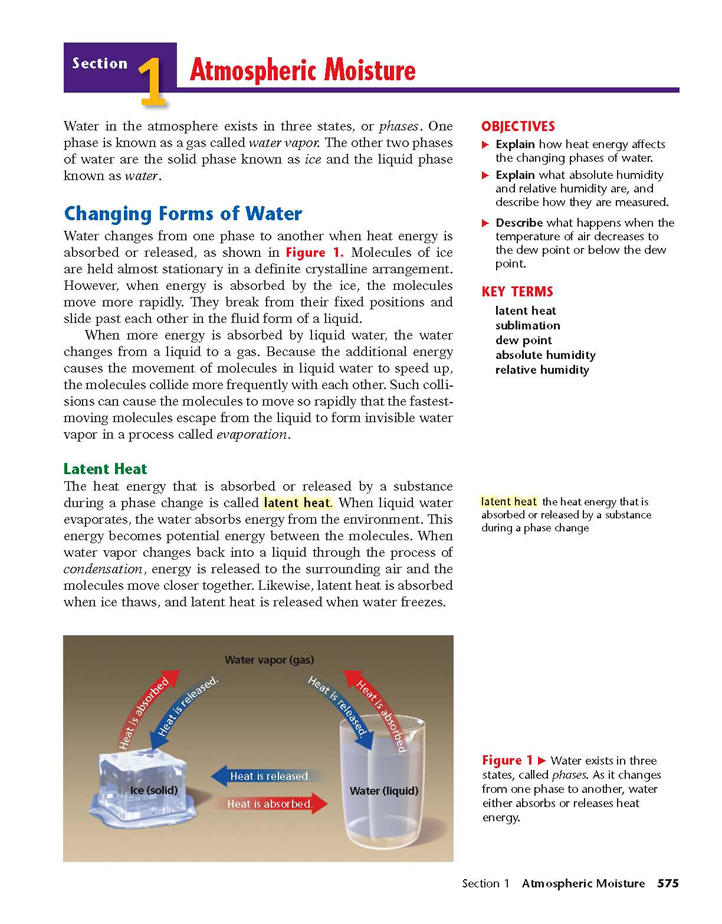 Section 1 Atmospheric Moisture
Water in the atmosphere exists in three states, or phases. One
phase is known as a gas called water vapor. The other two phases
of water are the solid phase known as ice and the liquid phase
known as water.
Changing Forms of Water
Water changes from one phase to another when heat energy is
absorbed or released, as shown in Figure 1. Molecules of ice
are held almost stationary in a definite crystalline arrangement.
However, when energy is absorbed by the ice, the molecules
move more rapidly. They break from their fixed positions and
slide past each other in the fluid form of a liquid.
When more energy is absorbed by liquid water, the water
changes from a liquid to a gas. Because the additional energy
causes the movement of molecules in liquid water to speed up,
the molecules collide more frequently with each other. Such colli-
sions can cause the molecules to move so rapidly that the fastest-
moving molecules escape from the liquid to form invisible water
vapor in a process called evaporation.
Latent Heat
The heat energy that is absorbed or released by a substance
during a phase change is called latent heat. When liquid water
evaporates, the water absorbs energy from the environment. This
energy becomes potential energy between the molecules. When
water vapor changes back into a liquid through the process of
condensation, energy is released to the surrounding air and the
molecules move closer together. Likewise, latent heat is absorbed
when ice thaws, and latent heat is released when water freezes.
OBJECTIVES
▶ Explain how heat energy affects
the changing phases of water.
▶ Explain what absolute humidity
and relative humidity are, and
describe how they are measured.
▶ Describe what happens when the
temperature of air decreases to
the dew point or below the dew
point.
KEY TERMS
latent heat
sublimation
dew point
absolute humidity
relative humidity
latent heat the heat energy that is
absorbed or released by a substance
during a phase change
Water vapor (gas)
Heat is absorbed.
Heat is released.
Heat is released.
Heat is absorbed.
Heat is released.
Heat is absorbed.
Ice (solid)
Water (liquid)
Figure 1 ▶ Water exists in three
states, called phases. As it changes
from one phase to another, water
either absorbs or releases heat
energy.
Section 1 Atmospheric Moisture 575